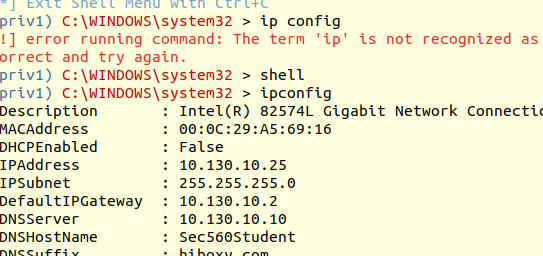 *] Exit Shell Menu with Ctrl+C
priv1) C:\WINDOWS\system32 > ip config
!] error running command: The term 'ip' is not recognized as
orrect and try again.
priv1) C:\WINDOWS\system32 > shell
priv1) C:\WINDOWS\system32 > ipconfig
Description : Intel(R) 82574L Gigabit Network Connectio
MACAddress : 00:0C:29:A5:69:16
DHCPEnabled : False
IPAddress : 10.130.10.25
IPSubnet : 255.255.255.0
DefaultIPGateway : 10.130.10.2
DNSServer : 10.130.10.10
DNSHostName : Sec560Student
DNSSuffix : hiboxy.com